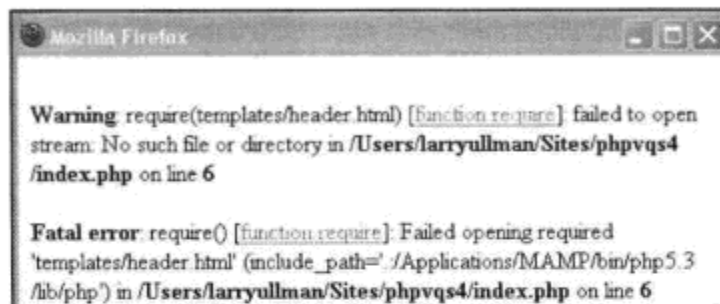 Mozilla Firefox
Warning: require(templates/header.html) [function.require]: failed to open
stream: No such file or directory in /Users/larryullman/Sites/phpvqs4
/index.php on line 6
Fatal error: require() [function.require]: Failed opening required
'templates/header.html' (include_path='.:/Applications/MAMP/bin/php5.3
/lib/php') in /Users/larryullman/Sites/phpvqs4/index.php on line 6